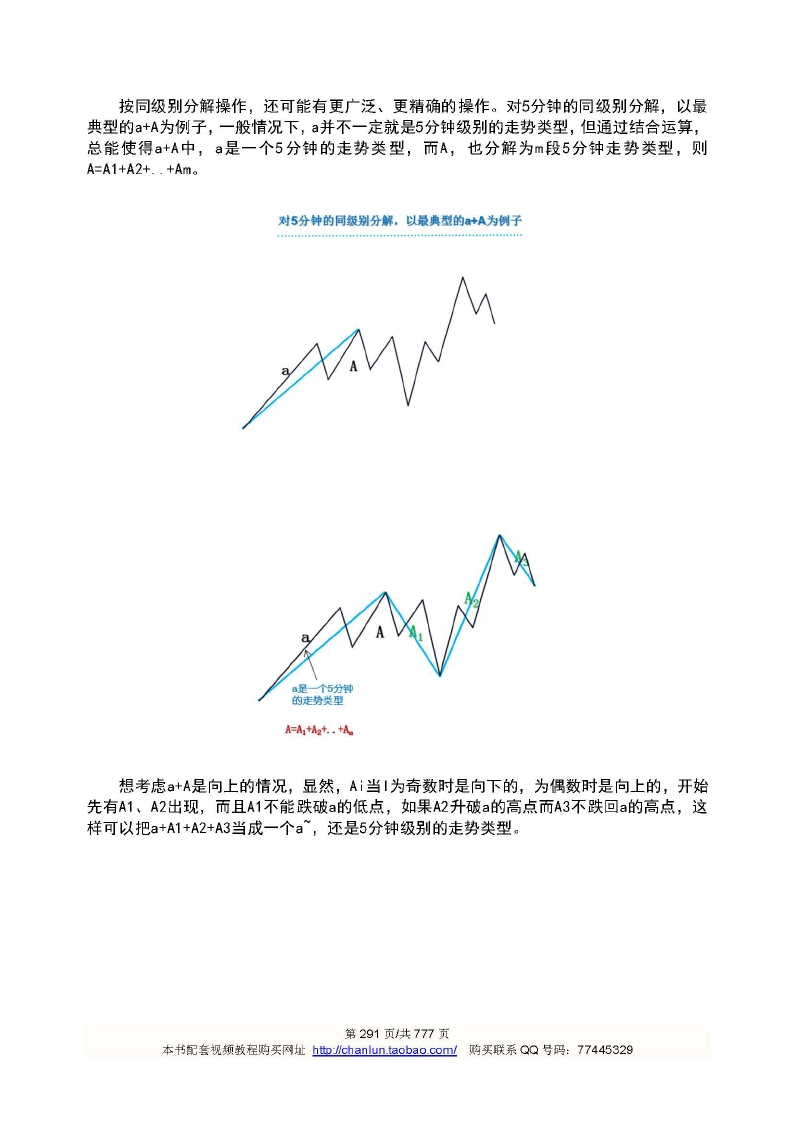 按同级别分解操作，还可能有更广泛、更精确的操作。对5分钟的同级别分解，以最
典型的a+A为例子，一般情况下，a并不一定就是5分钟级别的走势类型，但通过结合运算，
总能使得a+A中，a是一个5分钟的走势类型，而A，也分解为m段5分钟走势类型，则
A=A1+A2+..+Am。
对5分钟的同级别分解，以最典型的a+A为例子
a
A
A3
A2
a
A
A1
a是一个5分钟
的走势类型
A=A1+A2+..+Am
想考虑a+A是向上的情况，显然，Ai当I为奇数时是向下的，为偶数时是向上的，开始
先有A1、A2出现，而且A1不能跌破a的低点，如果A2升破a的高点而A3不跌回a的高点，这
样可以把a+A1+A2+A3当成一个a~，还是5分钟级别的走势类型。
第 291 页/共 777 页
本书配套视频教程购买网址 http://chanlun.taobao.com/ 购买联系 QQ 号码：77445329